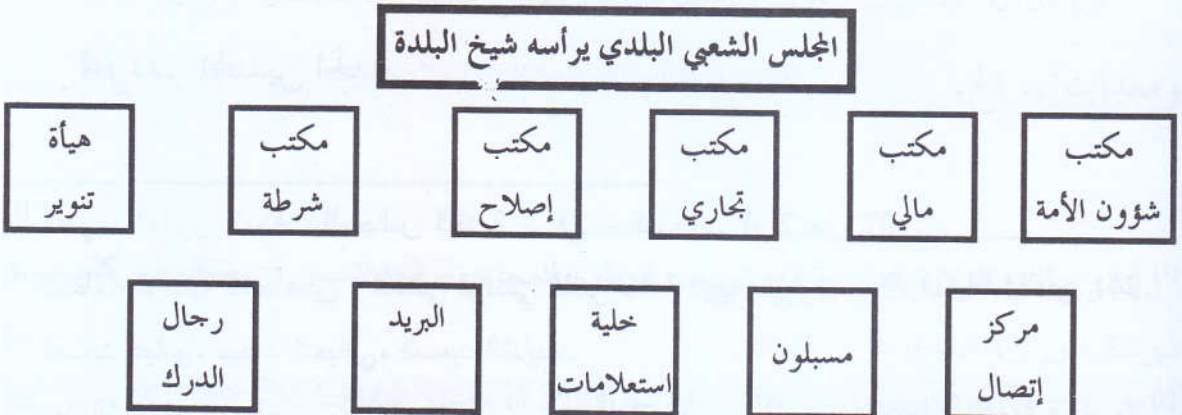 المجلس الشعبي البلدي يرأسه شيخ البلدة
مكتب
شؤون الأمة
مكتب
مالي
مكتب
تجاري
مكتب
إصلاح
مكتب
شرطة
هيأة
تنوير
مركز
إتصال
مسبلون
خلية
استعلامات
البريد
رجال
الدرك